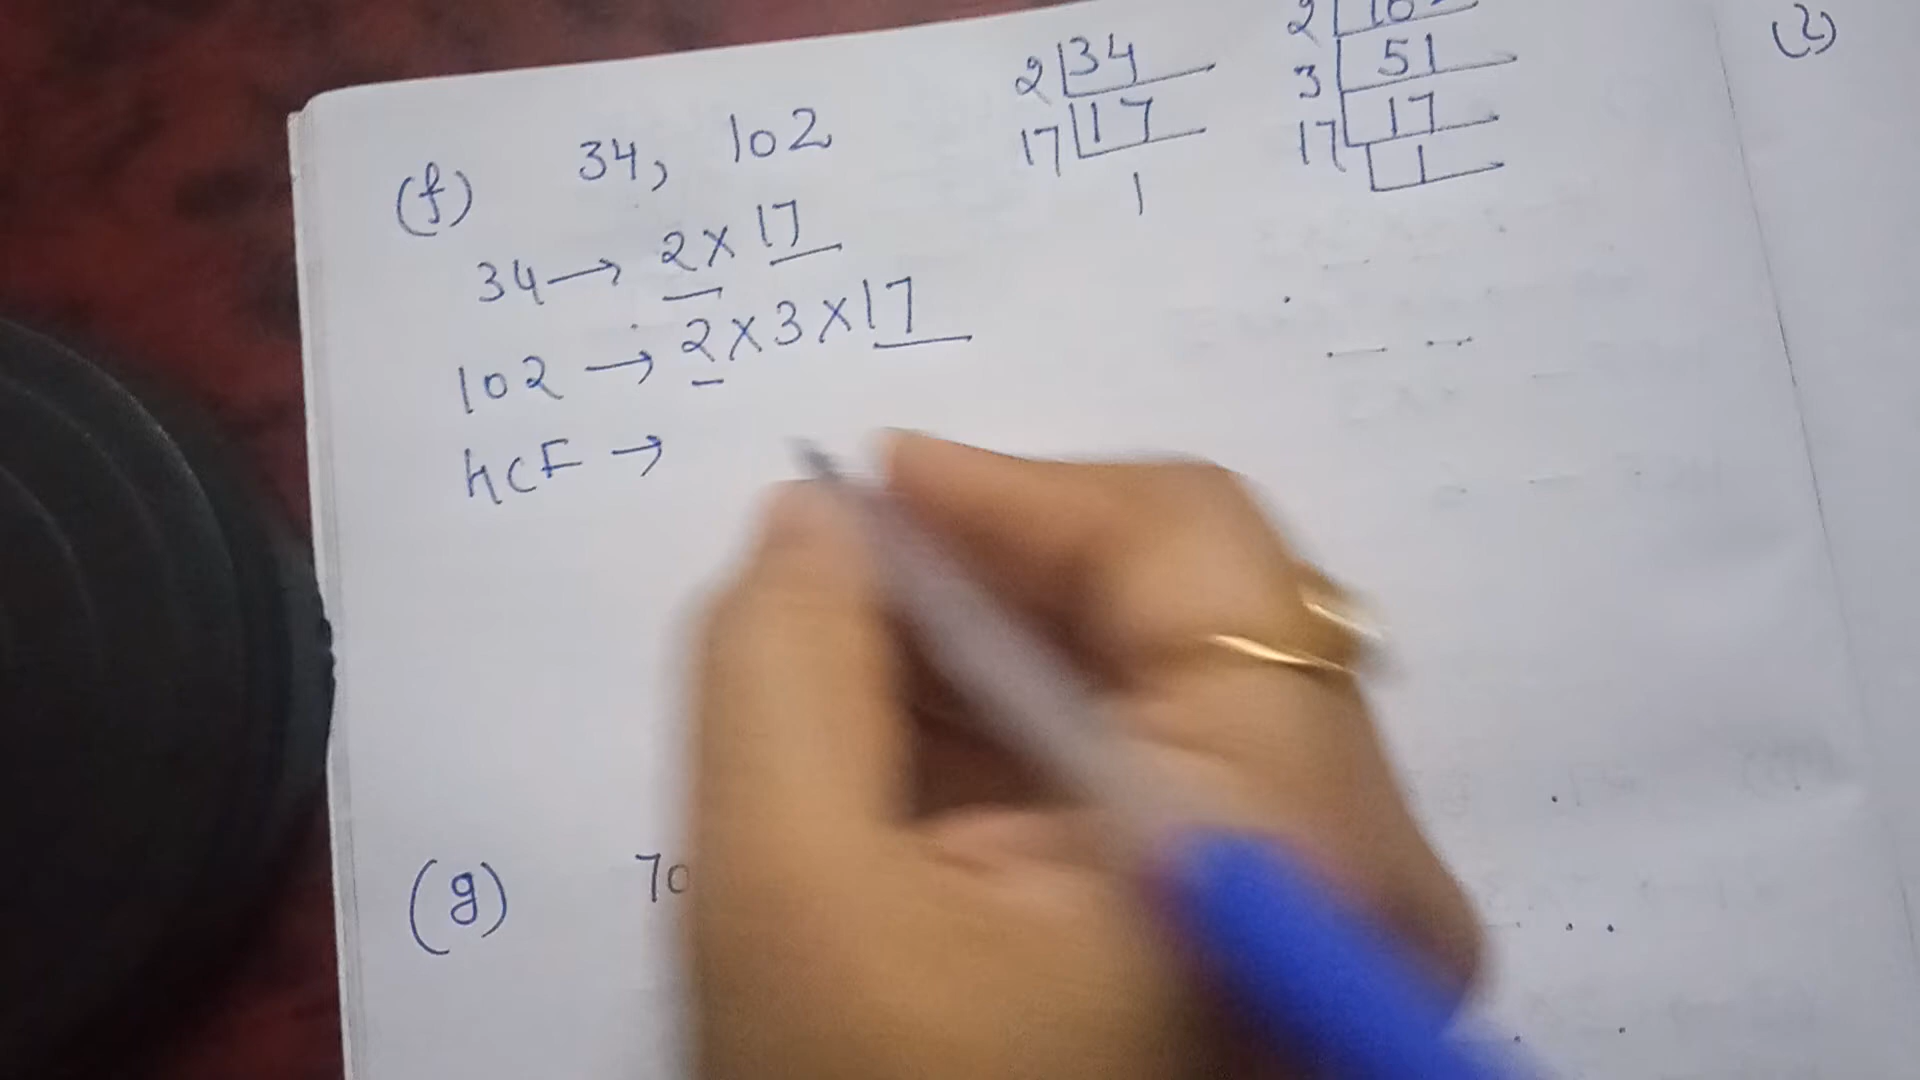 (f) 34, 102
34 → 2 × 17
102 → 2 × 3 × 17
HCF →
2 | 34
17 | 17
1
2
3 | 51
17 | 17
1
(g) 70